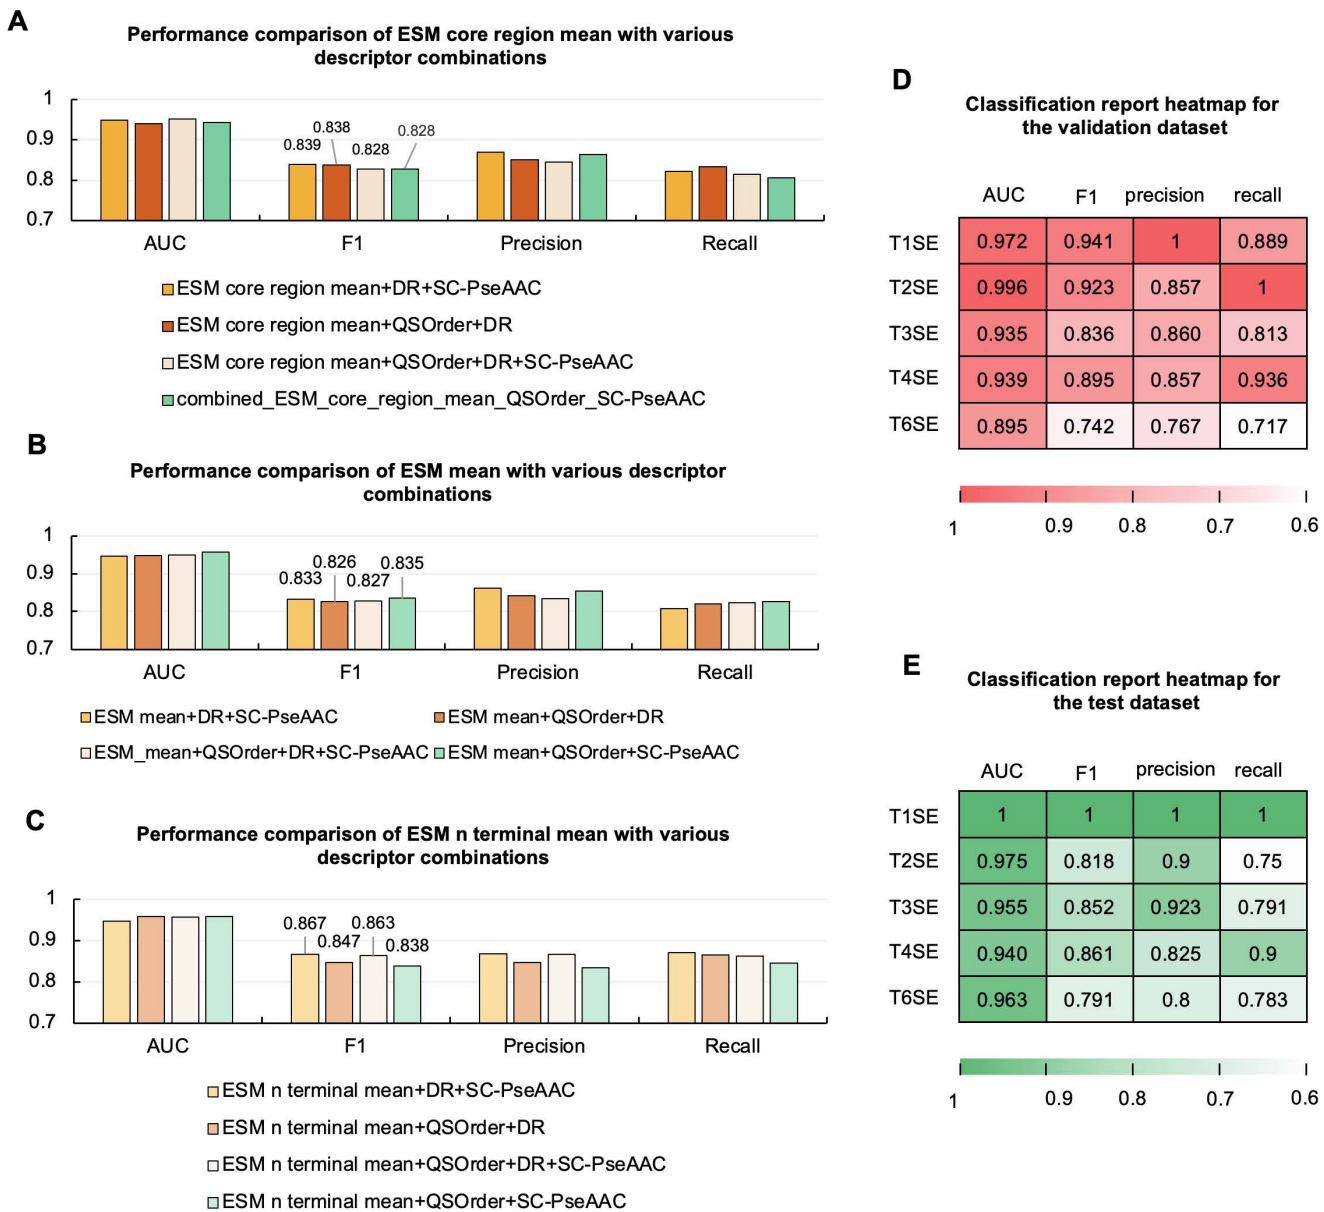 A
Performance comparison of ESM core region mean with various
descriptor combinations
1
0.9
0.8
0.7
0.839
0.838
0.828
0.828
AUC
F1
Precision
Recall
ESM core region mean+DR+SC-PseAAC
ESM core region mean+QSOrder+DR
ESM core region mean+QSOrder+DR+SC-PseAAC
combined_ESM_core_region_mean_QSOrder_SC-PseAAC
B
Performance comparison of ESM mean with various descriptor
combinations
1
0.9
0.8
0.7
0.833
0.826
0.827
0.835
AUC
F1
Precision
Recall
ESM mean+DR+SC-PseAAC
ESM mean+QSOrder+DR
ESM_mean+QSOrder+DR+SC-PseAAC
ESM mean+QSOrder+SC-PseAAC
C
Performance comparison of ESM n terminal mean with various
descriptor combinations
1
0.9
0.8
0.7
0.867
0.847
0.863
0.838
AUC
F1
Precision
Recall
ESM n terminal mean+DR+SC-PseAAC
ESM n terminal mean+QSOrder+DR
ESM n terminal mean+QSOrder+DR+SC-PseAAC
ESM n terminal mean+QSOrder+SC-PseAAC
D
Classification report heatmap for
the validation dataset
AUC F1 precision recall
T1SE 0.972 0.941 1 0.889
T2SE 0.996 0.923 0.857 1
T3SE 0.935 0.836 0.860 0.813
T4SE 0.939 0.895 0.857 0.936
T6SE 0.895 0.742 0.767 0.717
1 0.9 0.8 0.7 0.6
E
Classification report heatmap for
the test dataset
AUC F1 precision recall
T1SE 1 1 1 1
T2SE 0.975 0.818 0.9 0.75
T3SE 0.955 0.852 0.923 0.791
T4SE 0.940 0.861 0.825 0.9
T6SE 0.963 0.791 0.8 0.783
1 0.9 0.8 0.7 0.6